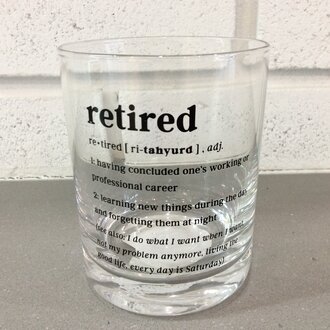 retired
re•tired [ ri-tahyurd ] , adj.
1: having concluded one's working or
professional career
2: learning new things during the day
and forgetting them at night
(see also: I do what I want when I want,
not my problem anymore, living the
good life, every day is Saturday)